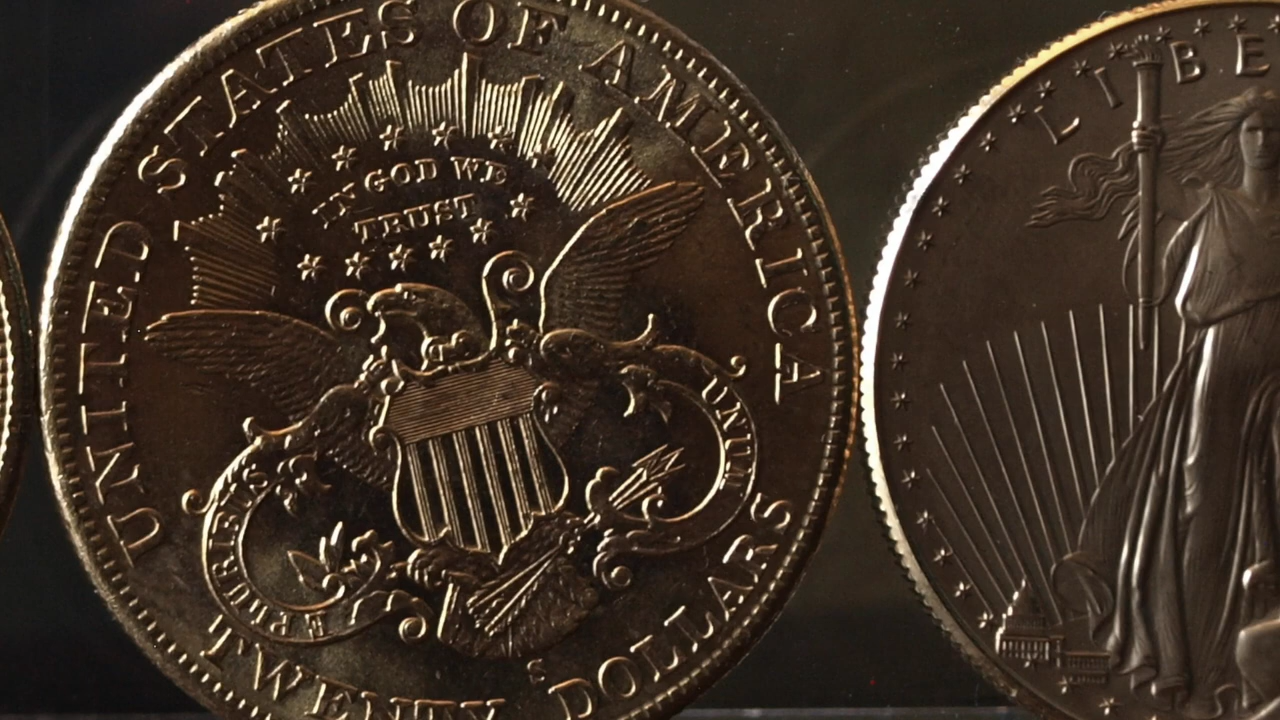 UNITED STATES OF AMERICA
IN GOD WE
TRUST
E PLURIBUS
UNUM
S
TWENTY DOLLARS
LIBE